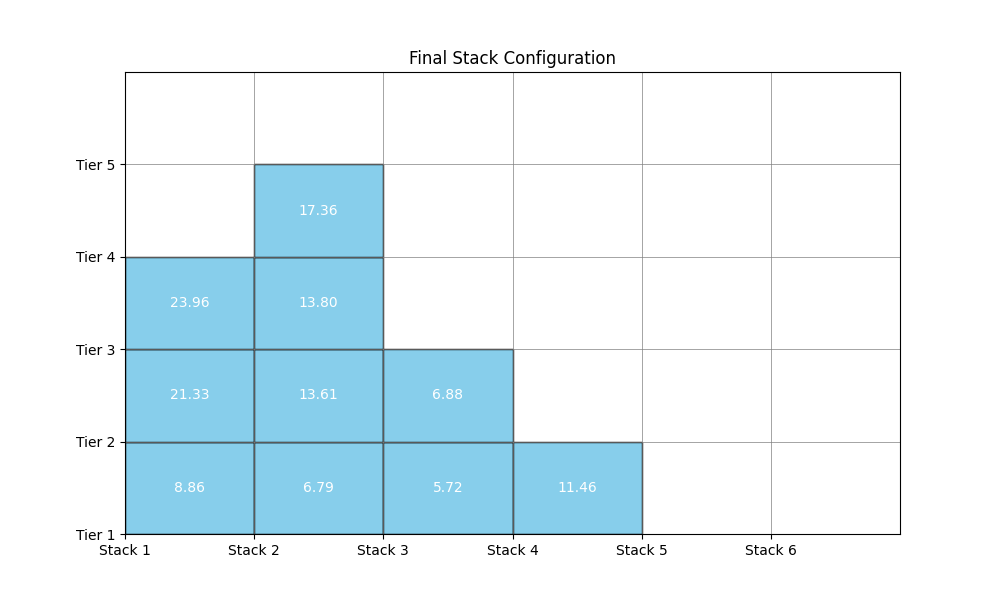 Final Stack Configuration
Tier 5
17.36
Tier 4
23.96 13.80
Tier 3
21.33 13.61 6.88
Tier 2
8.86 6.79 5.72 11.46
Tier 1
Stack 1 Stack 2 Stack 3 Stack 4 Stack 5 Stack 6